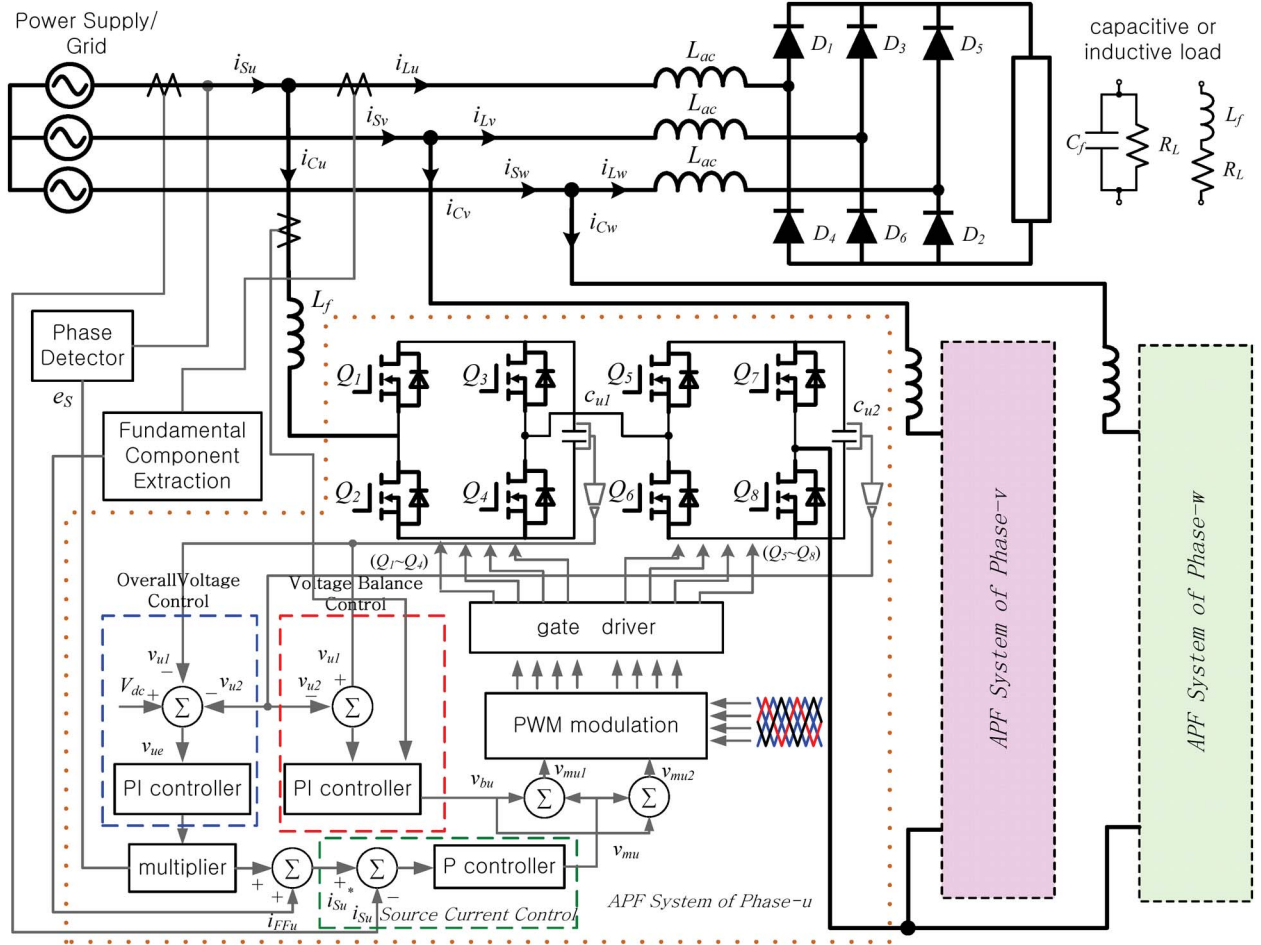 Power Supply/
Grid
i_Su
i_Lu
L_ac
D_1
D_3
D_5
capacitive or
inductive load
i_Sv
i_Lv
L_ac
C_f
R_L
L_f
R_L
i_Cu
i_Sw
i_Lw
L_ac
i_Cv
i_Cw
D_4
D_6
D_2
L_f
Phase
Detector
e_S
Q_1
Q_3
Q_5
Q_7
c_u1
c_u2
Fundamental
Component
Extraction
Q_2
Q_4
Q_6
Q_8
(Q_1~Q_4)
(Q_5~Q_8)
OverallVoltage
Control
Voltage Balance
Control
gate driver
v_u1
−
V_dc
+
Σ
−
v_u2
v_u1
+
v_u2
−
Σ
PWM modulation
v_ue
PI controller
PI controller
v_bu
v_mu1
Σ
v_mu2
Σ
v_mu
multiplier
+
+
Σ
+
Σ
−
P controller
i_FFu
i_Su*
i_Su
Source Current Control
APF System of Phase-u
APF System of Phase-v
APF System of Phase-w